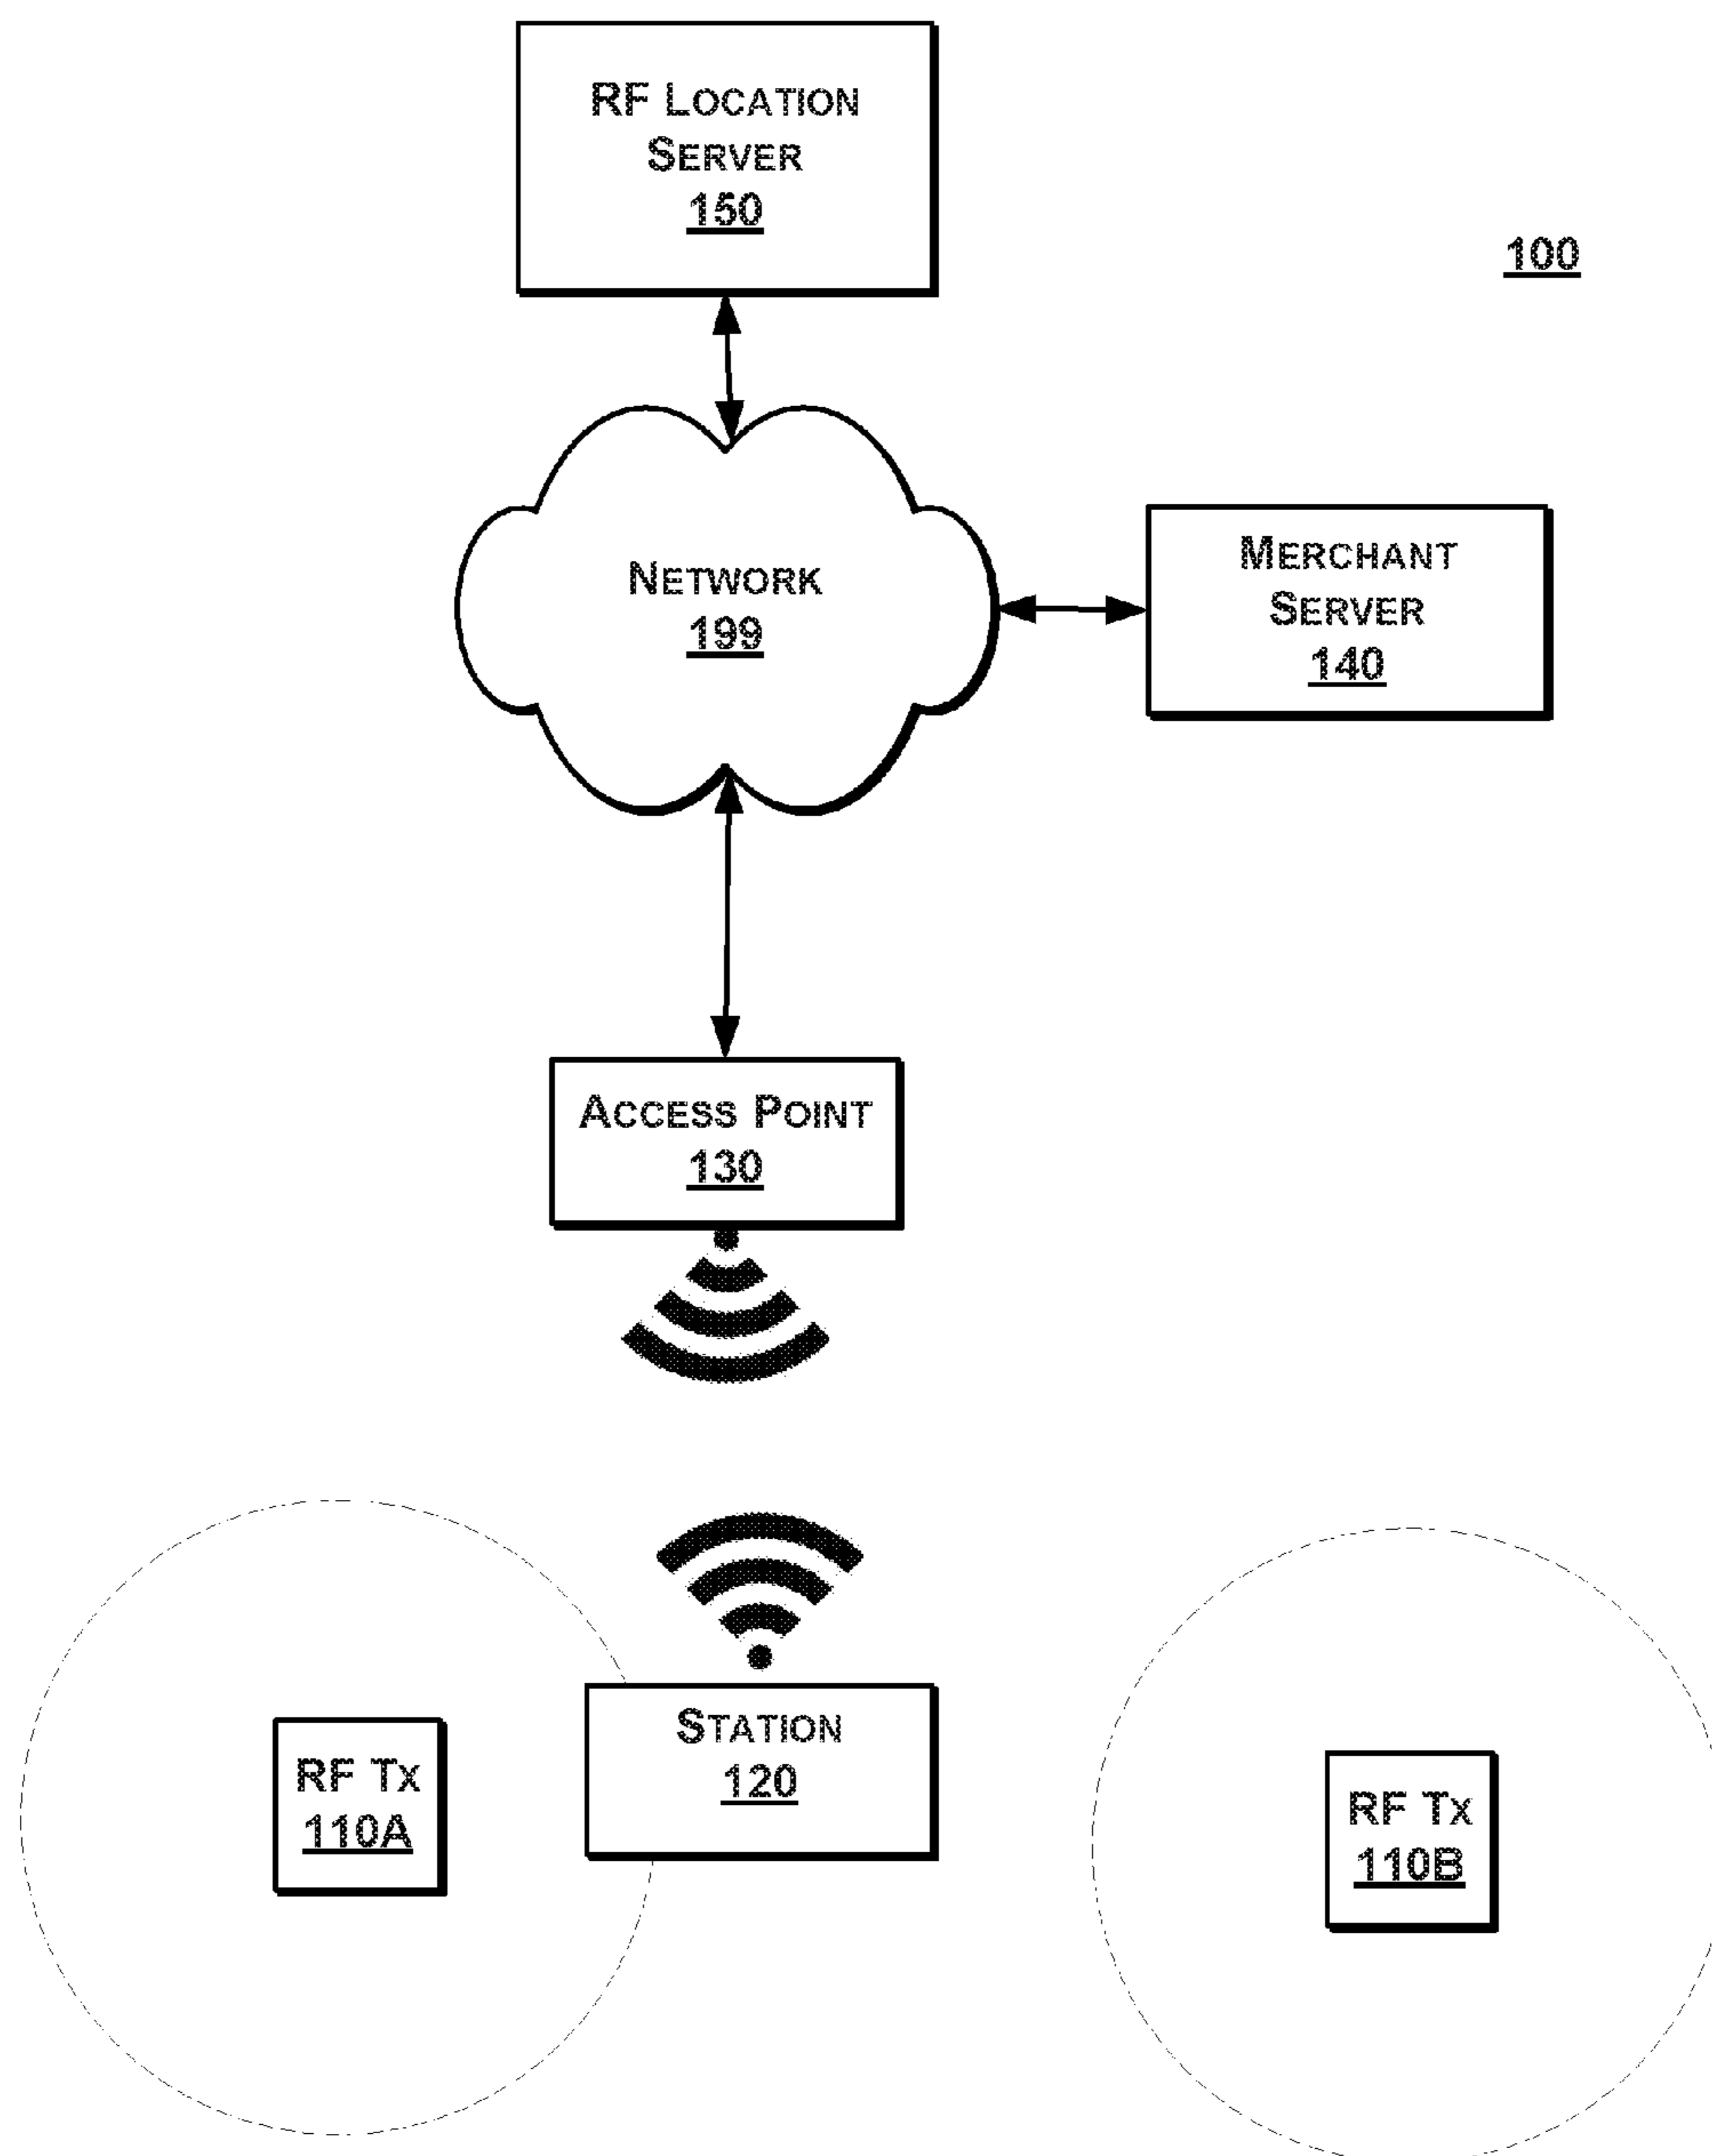 RF LOCATION
SERVER
150
100
NETWORK
199
MERCHANT
SERVER
140
ACCESS POINT
130
STATION
120
RF TX
110A
RF TX
110B